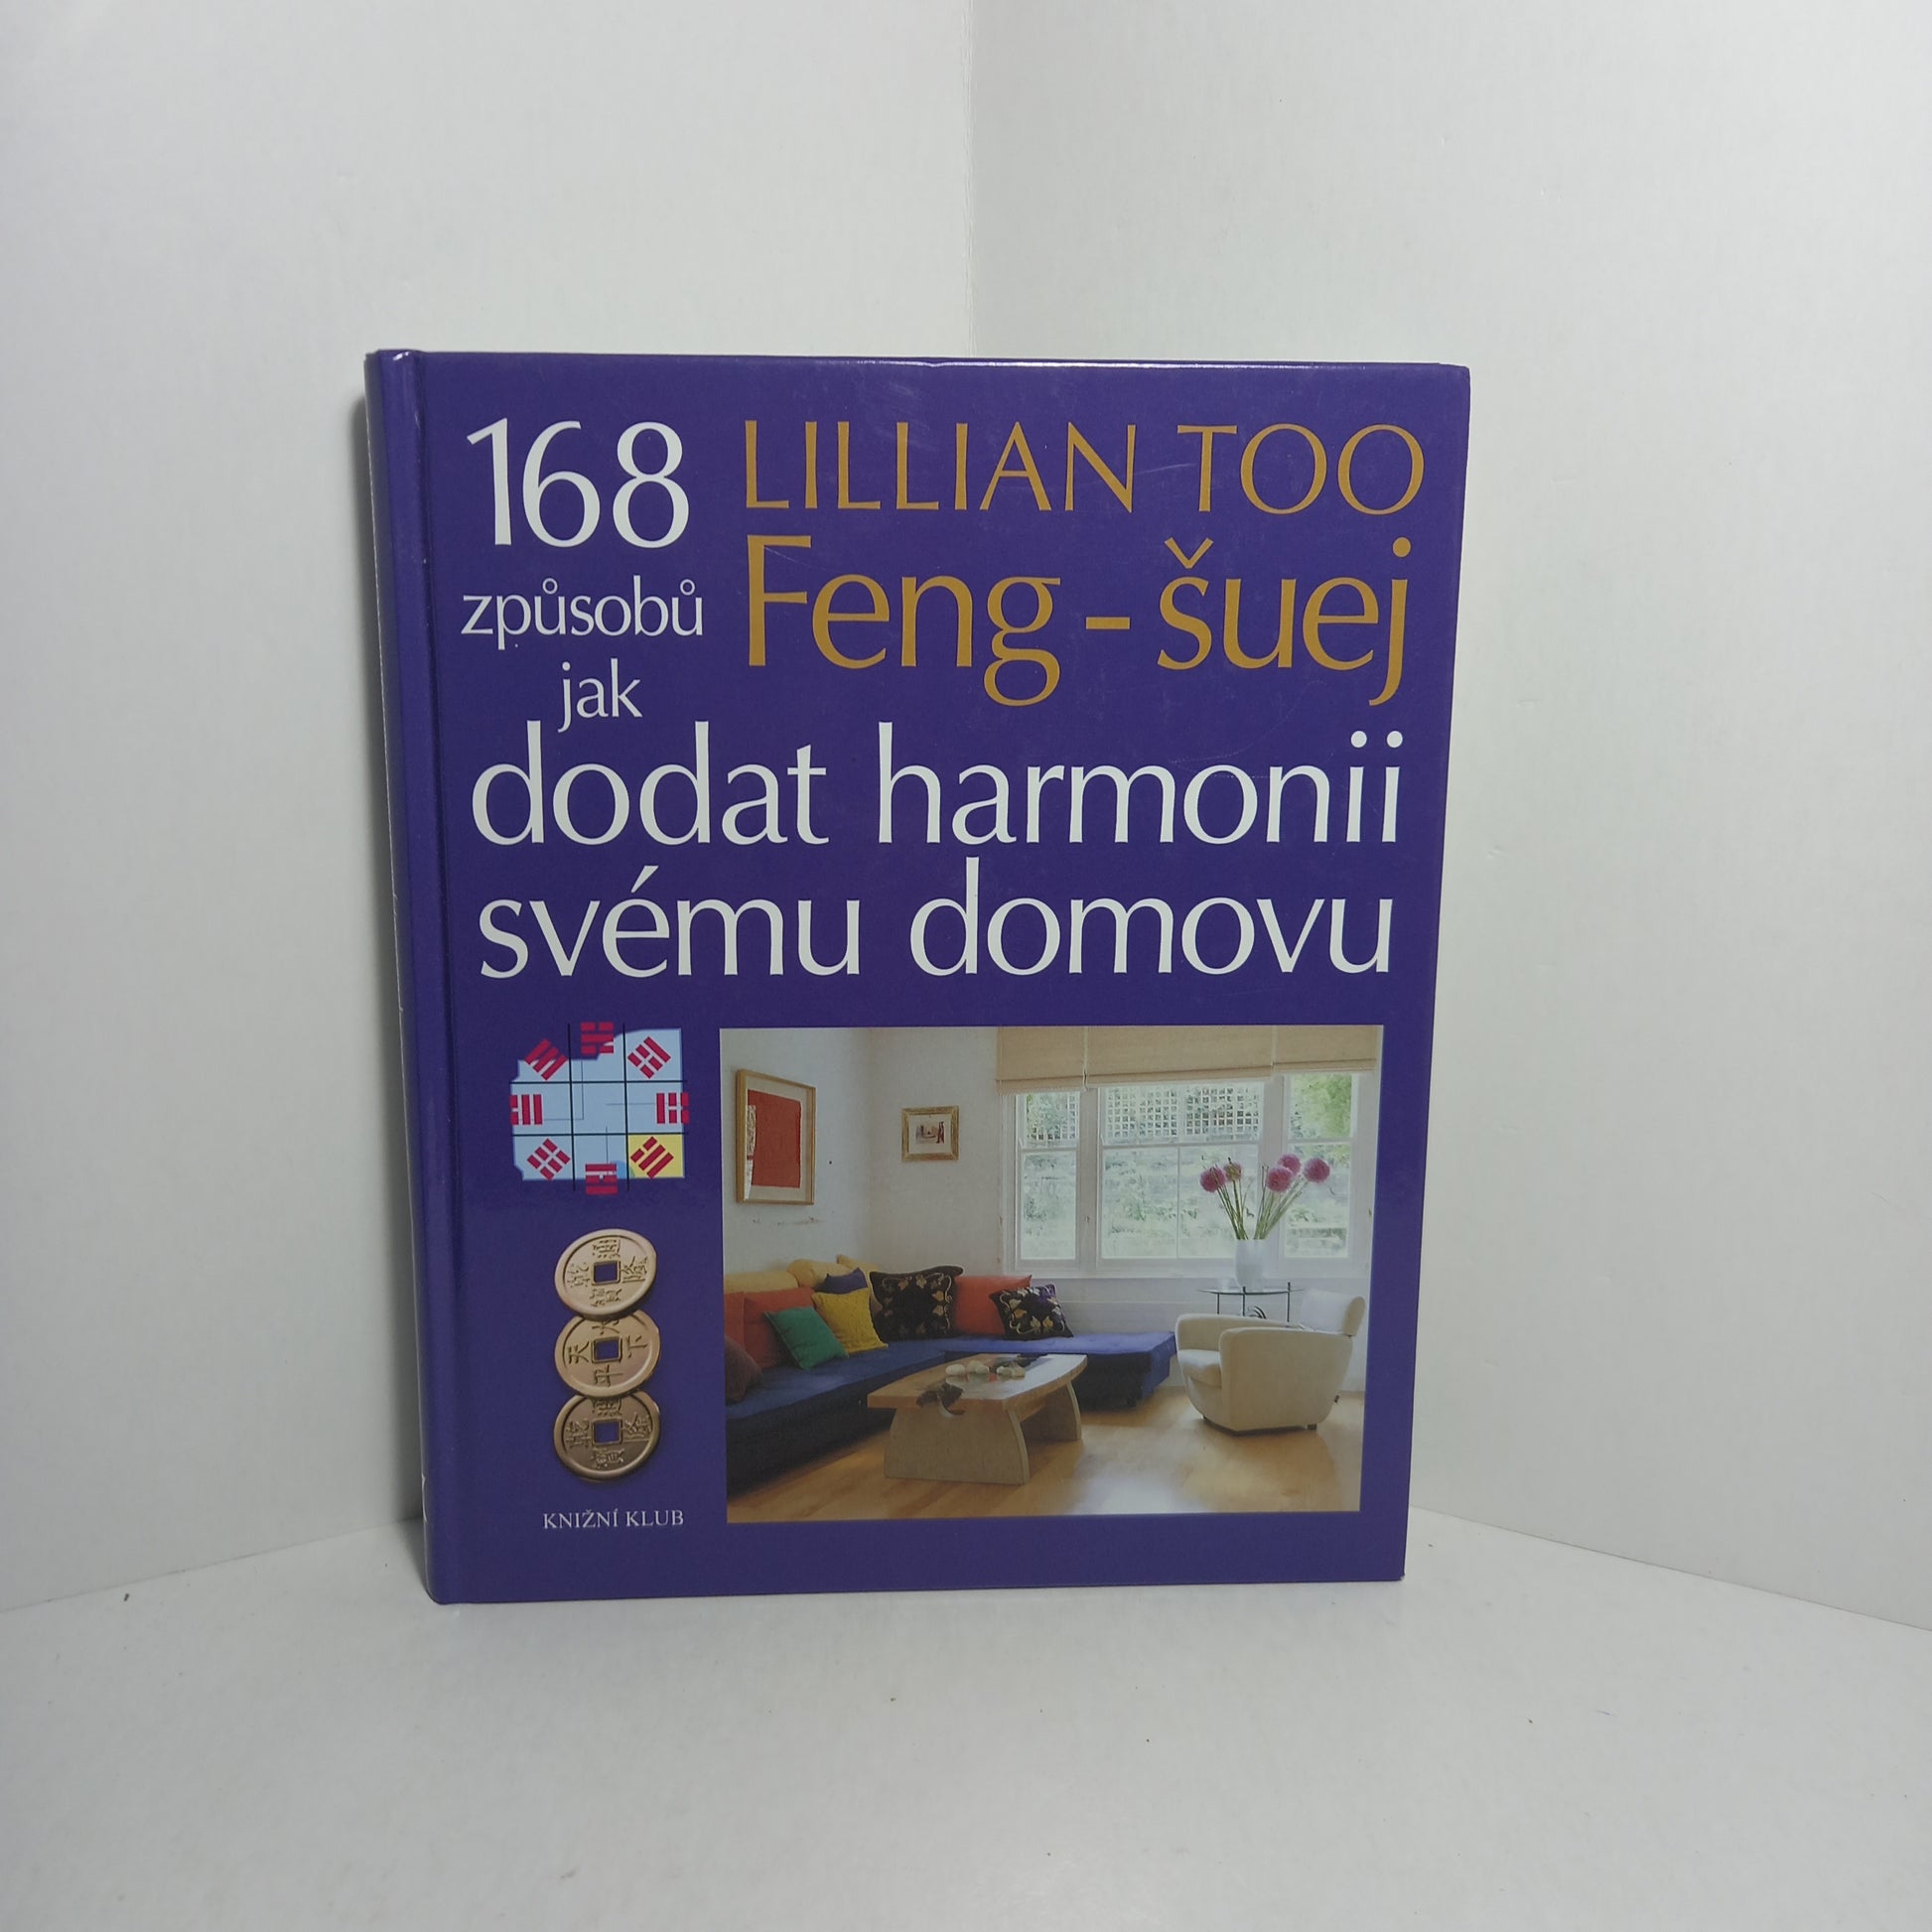 168
LILLIAN TOO
Feng-šuej
způsobů
jak
dodat harmonii
svému domovu
KNIŽNÍ KLUB